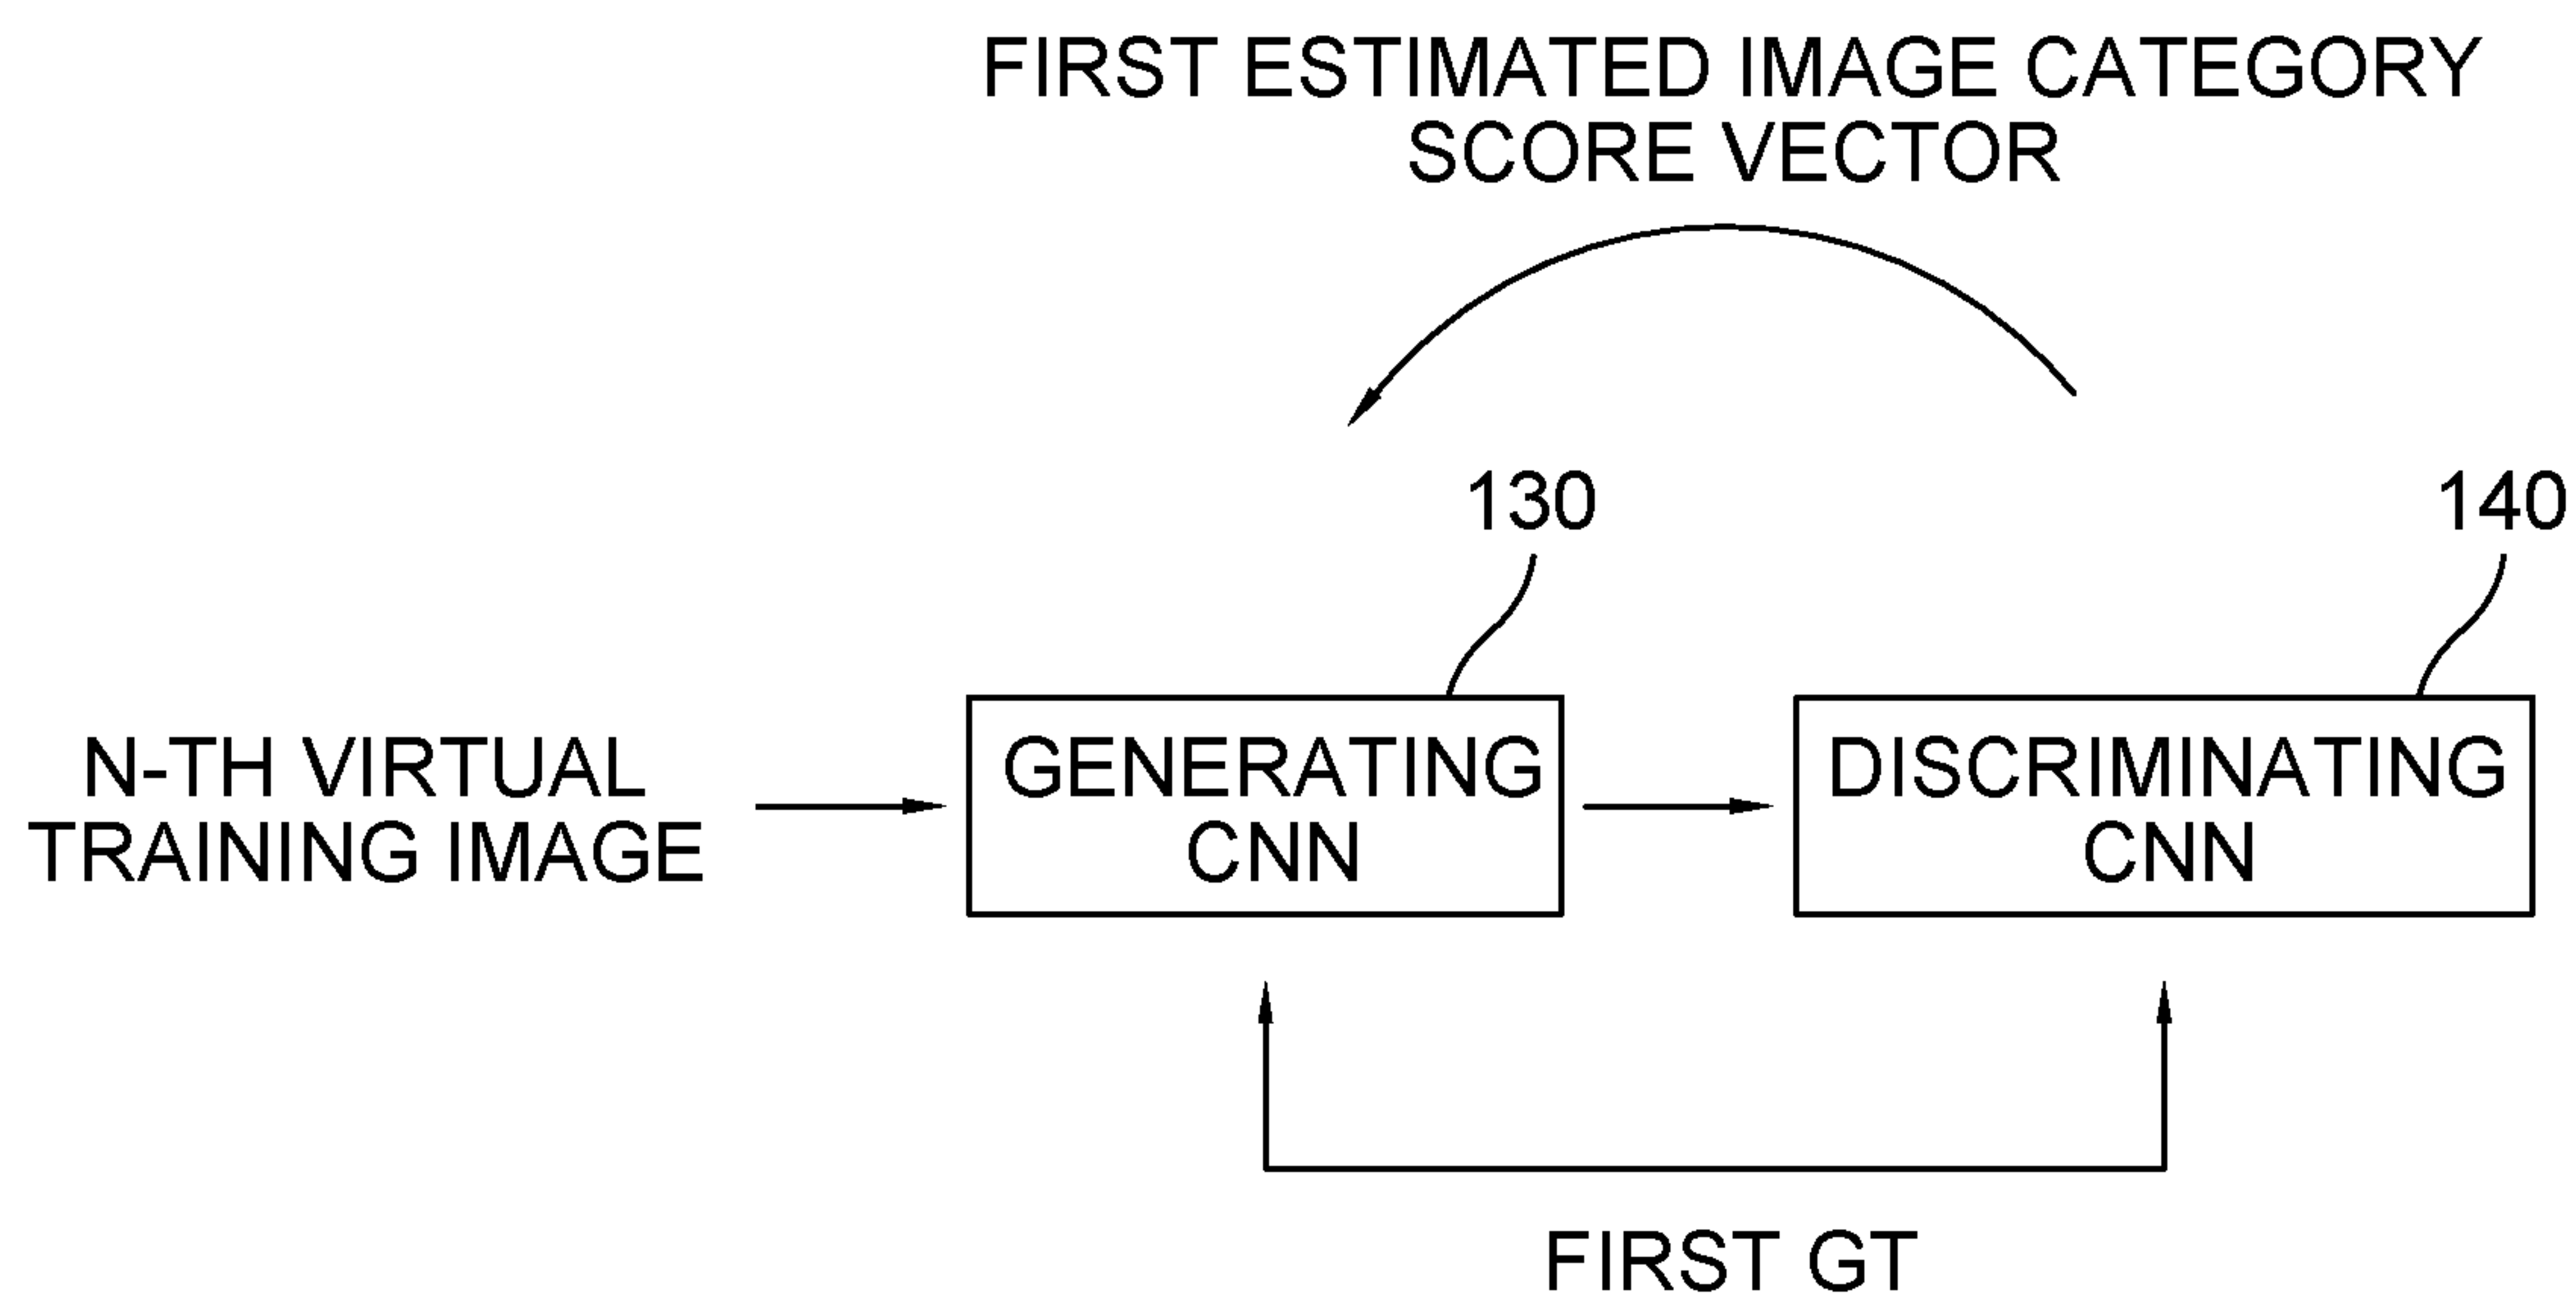 FIRST ESTIMATED IMAGE CATEGORY
SCORE VECTOR
130
140
N-TH VIRTUAL
TRAINING IMAGE
GENERATING
CNN
DISCRIMINATING
CNN
FIRST GT